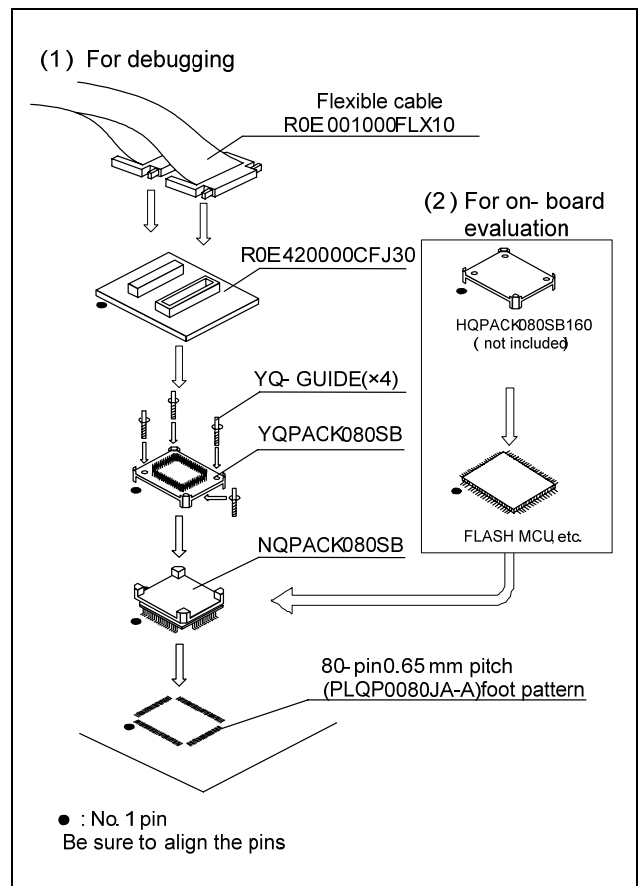 (1) For debugging
Flexible cable
R0E001000FLX10
(2) For on- board
evaluation
R0E420000CFJ30
HQPACK080SB160
( not included)
YQ- GUIDE(×4)
YQPACK080SB
FLASH MCU, etc.
NQPACK080SB
80-pin0.65 mm pitch
(PLQP0080JA-A)foot pattern
● : No. 1 pin
Be sure to align the pins